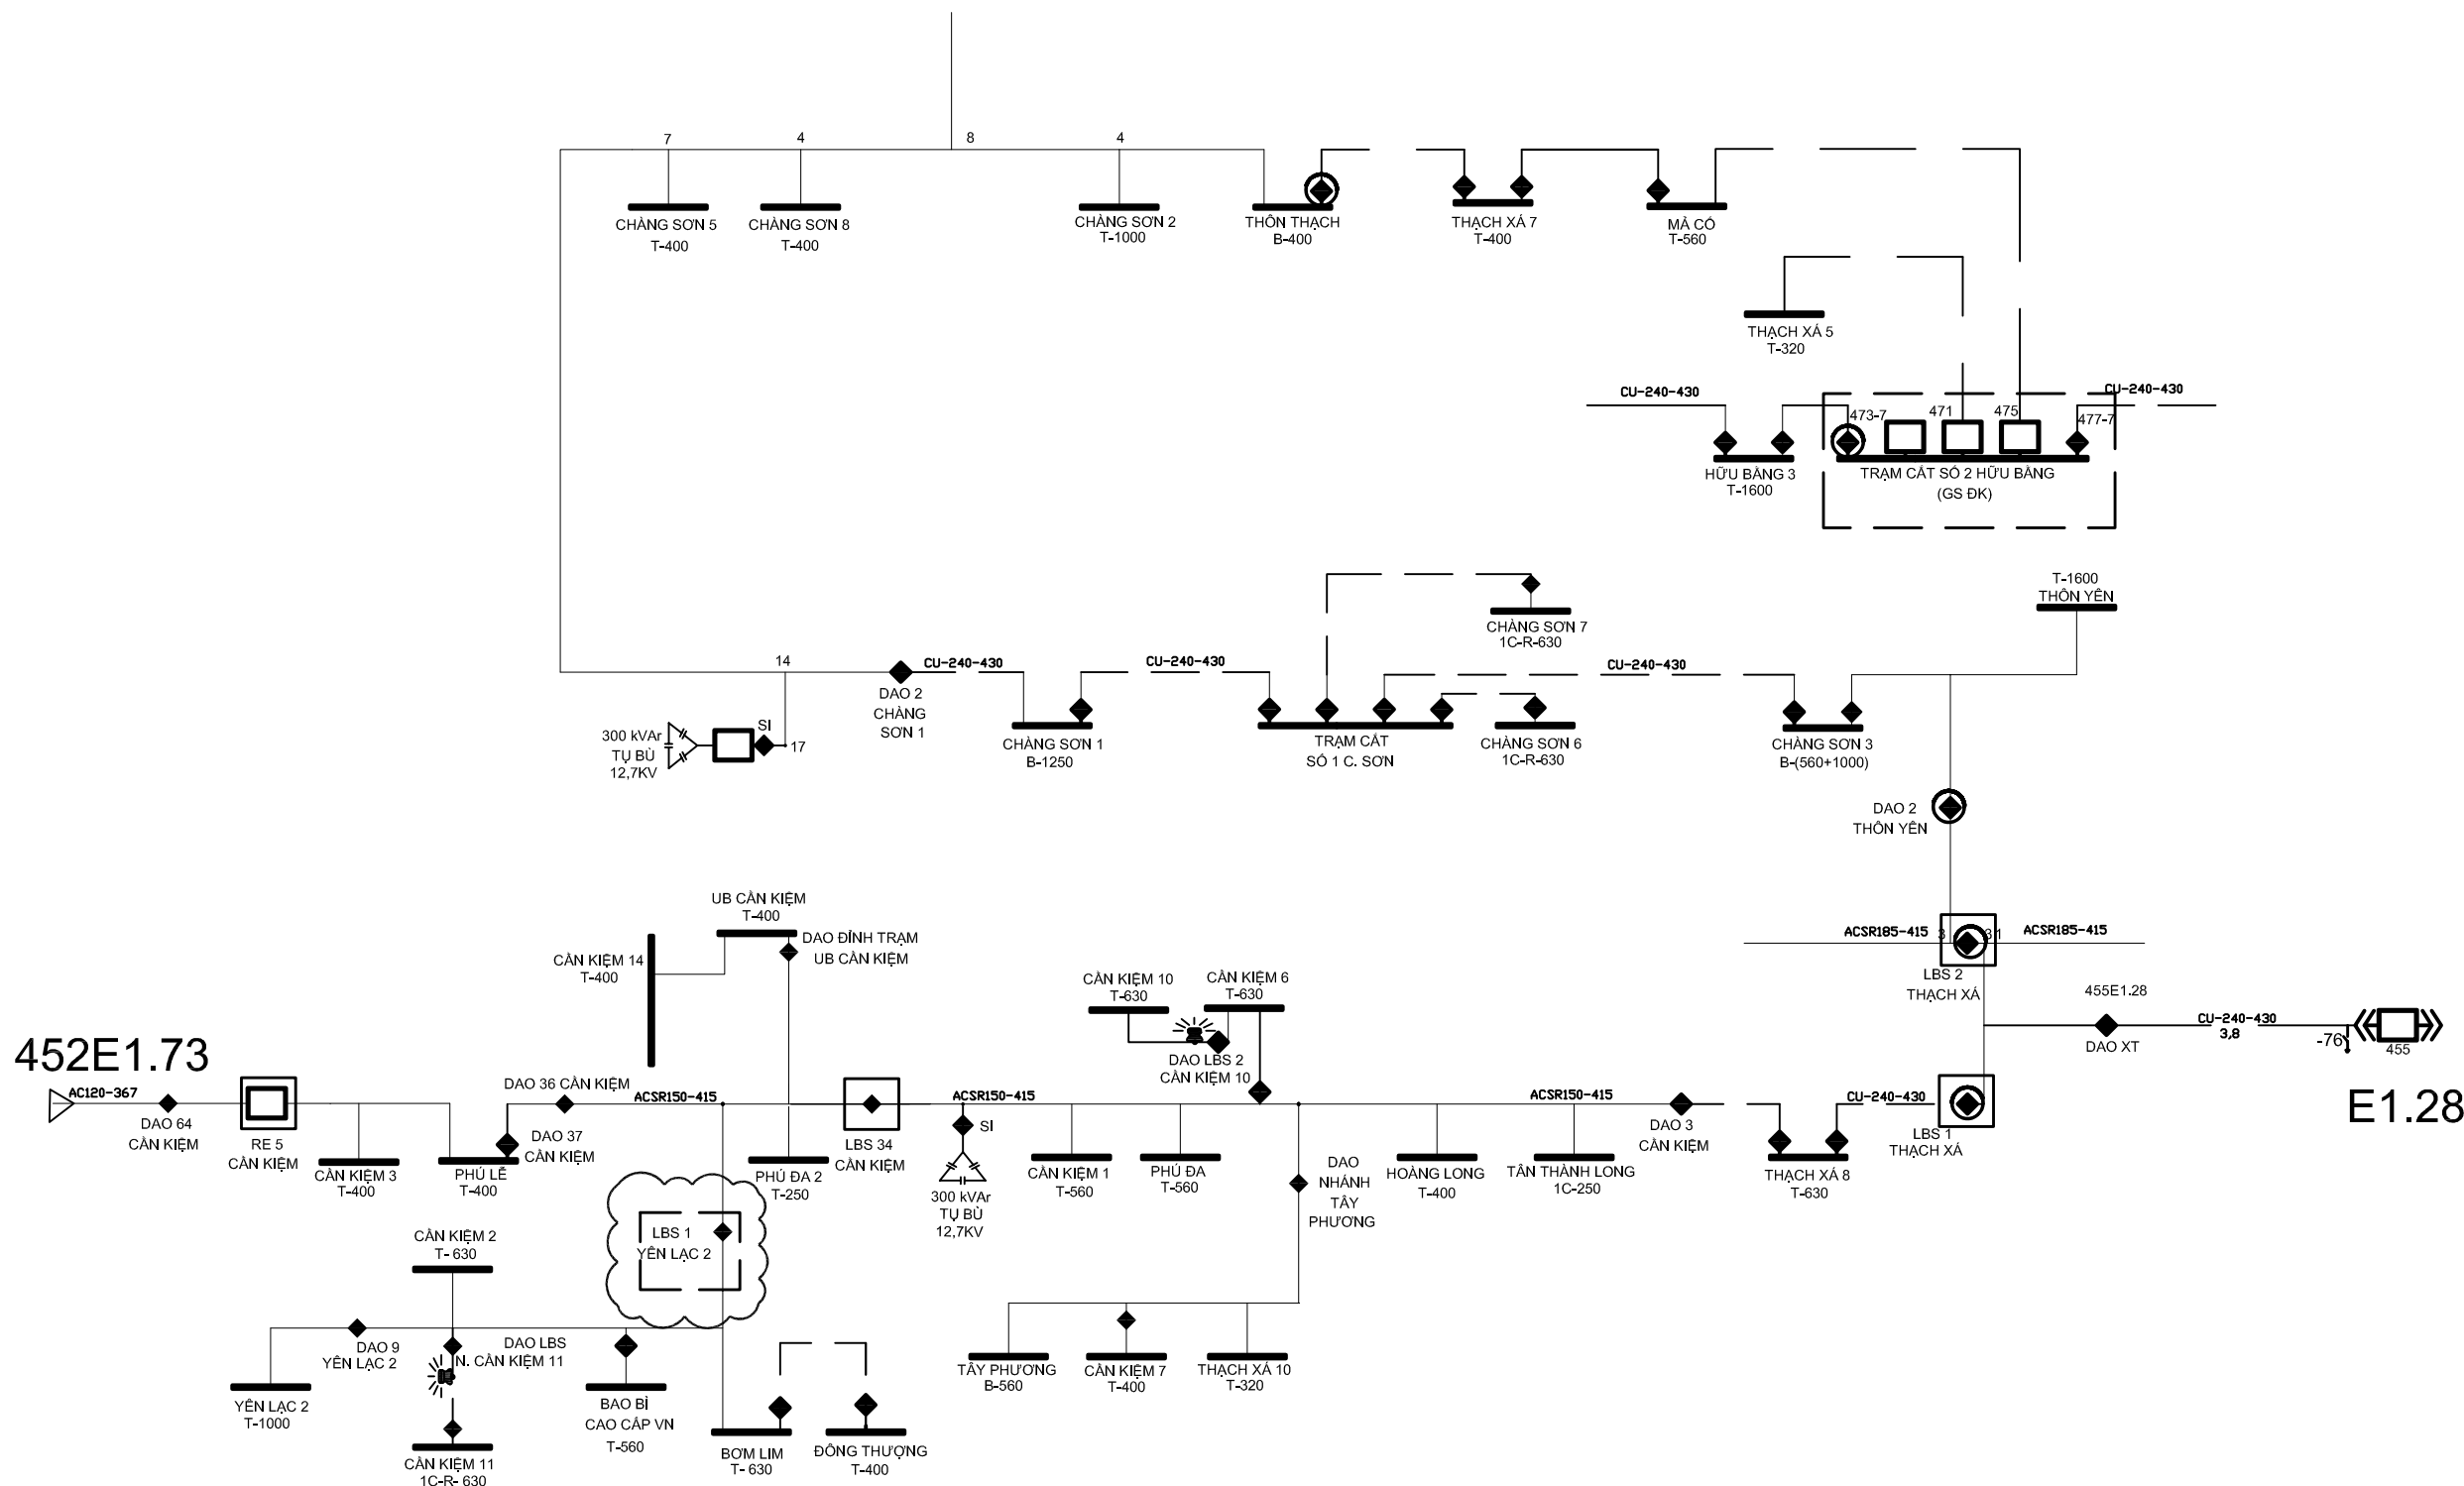 7
4
8
4
CHÀNG SƠN 5
T-400
CHÀNG SƠN 8
T-400
CHÀNG SƠN 2
T-1000
THÔN THẠCH
B-400
THẠCH XÁ 7
T-400
MẢ CÓ
T-560
THẠCH XÁ 5
T-320
CU-240-430
CU-240-430
473-7
471
475
477-7
HỮU BẰNG 3
T-1600
TRẠM CẮT SỐ 2 HỮU BẰNG
(GS ĐK)
T-1600
THÔN YÊN
CHÀNG SƠN 7
1C-R-630
14
CU-240-430
CU-240-430
CU-240-430
DAO 2
CHÀNG
SƠN 1
300 kVAr
TỤ BÙ
12,7KV
SI
17
CHÀNG SƠN 1
B-1250
TRẠM CẮT
SỐ 1 C. SƠN
CHÀNG SƠN 6
1C-R-630
CHÀNG SƠN 3
B-(560+1000)
DAO 2
THÔN YÊN
UB CẦN KIỆM
T-400
DAO ĐỈNH TRẠM
UB CẦN KIỆM
CẦN KIỆM 14
T-400
ACSR185-415
3
31
ACSR185-415
LBS 2
THẠCH XÁ
CẦN KIỆM 10
T-630
CẦN KIỆM 6
T-630
DAO LBS 2
CẦN KIỆM 10
455E1.28
CU-240-430
3,8
DAO XT
-76
455
E1.28
452E1.73
AC120-367
DAO 64
CẦN KIỆM
RE 5
CẦN KIỆM
CẦN KIỆM 3
T-400
PHÚ LỄ
T-400
DAO 36 CẦN KIỆM
DAO 37
CẦN KIỆM
ACSR150-415
PHÚ ĐA 2
T-250
LBS 34
CẦN KIỆM
ACSR150-415
SI
300 kVAr
TỤ BÙ
12,7KV
CẦN KIỆM 1
T-560
PHÚ ĐA
T-560
DAO
NHÁNH
TÂY
PHƯƠNG
HOÀNG LONG
T-400
ACSR150-415
TÂN THÀNH LONG
1C-250
DAO 3
CẦN KIỆM
THẠCH XÁ 8
T-630
CU-240-430
LBS 1
THẠCH XÁ
LBS 1
YÊN LẠC 2
CẦN KIỆM 2
T- 630
DAO 9
YÊN LẠC 2
DAO LBS
N. CẦN KIỆM 11
YÊN LẠC 2
T-1000
CẦN KIỆM 11
1C-R- 630
BAO BÌ
CAO CẤP VN
T-560
BƠM LIM
T- 630
ĐỒNG THƯỢNG
T-400
TÂY PHƯƠNG
B-560
CẦN KIỆM 7
T-400
THẠCH XÁ 10
T-320